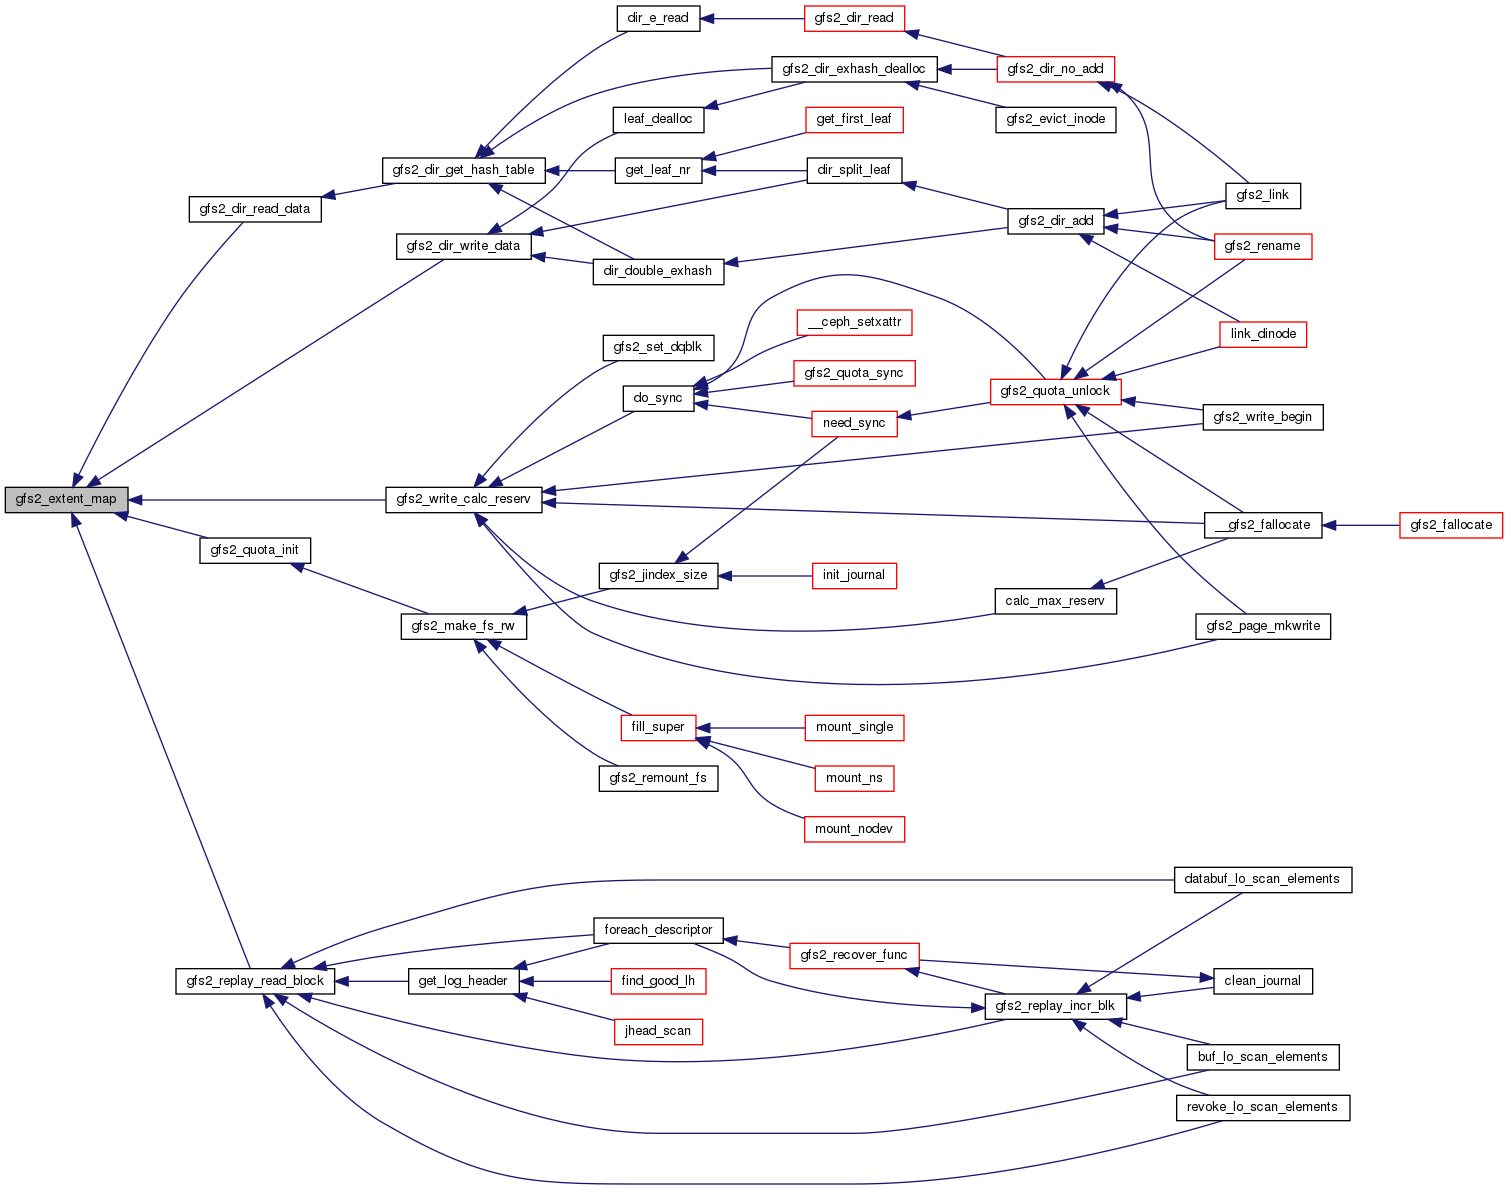 dir_e_read
gfs2_dir_read
gfs2_dir_exhash_dealloc
gfs2_dir_no_add
leaf_dealloc
get_first_leaf
gfs2_evict_inode
gfs2_dir_get_hash_table
get_leaf_nr
dir_split_leaf
gfs2_link
gfs2_dir_read_data
gfs2_dir_add
gfs2_dir_write_data
gfs2_rename
dir_double_exhash
__ceph_setxattr
link_dinode
gfs2_set_dqblk
gfs2_quota_sync
do_sync
gfs2_quota_unlock
need_sync
gfs2_write_begin
gfs2_extent_map
gfs2_write_calc_reserv
__gfs2_fallocate
gfs2_fallocate
gfs2_quota_init
gfs2_jindex_size
init_journal
calc_max_reserv
gfs2_make_fs_rw
gfs2_page_mkwrite
fill_super
mount_single
gfs2_remount_fs
mount_ns
mount_nodev
databuf_lo_scan_elements
foreach_descriptor
gfs2_recover_func
gfs2_replay_read_block
get_log_header
find_good_lh
clean_journal
gfs2_replay_incr_blk
jhead_scan
buf_lo_scan_elements
revoke_lo_scan_elements